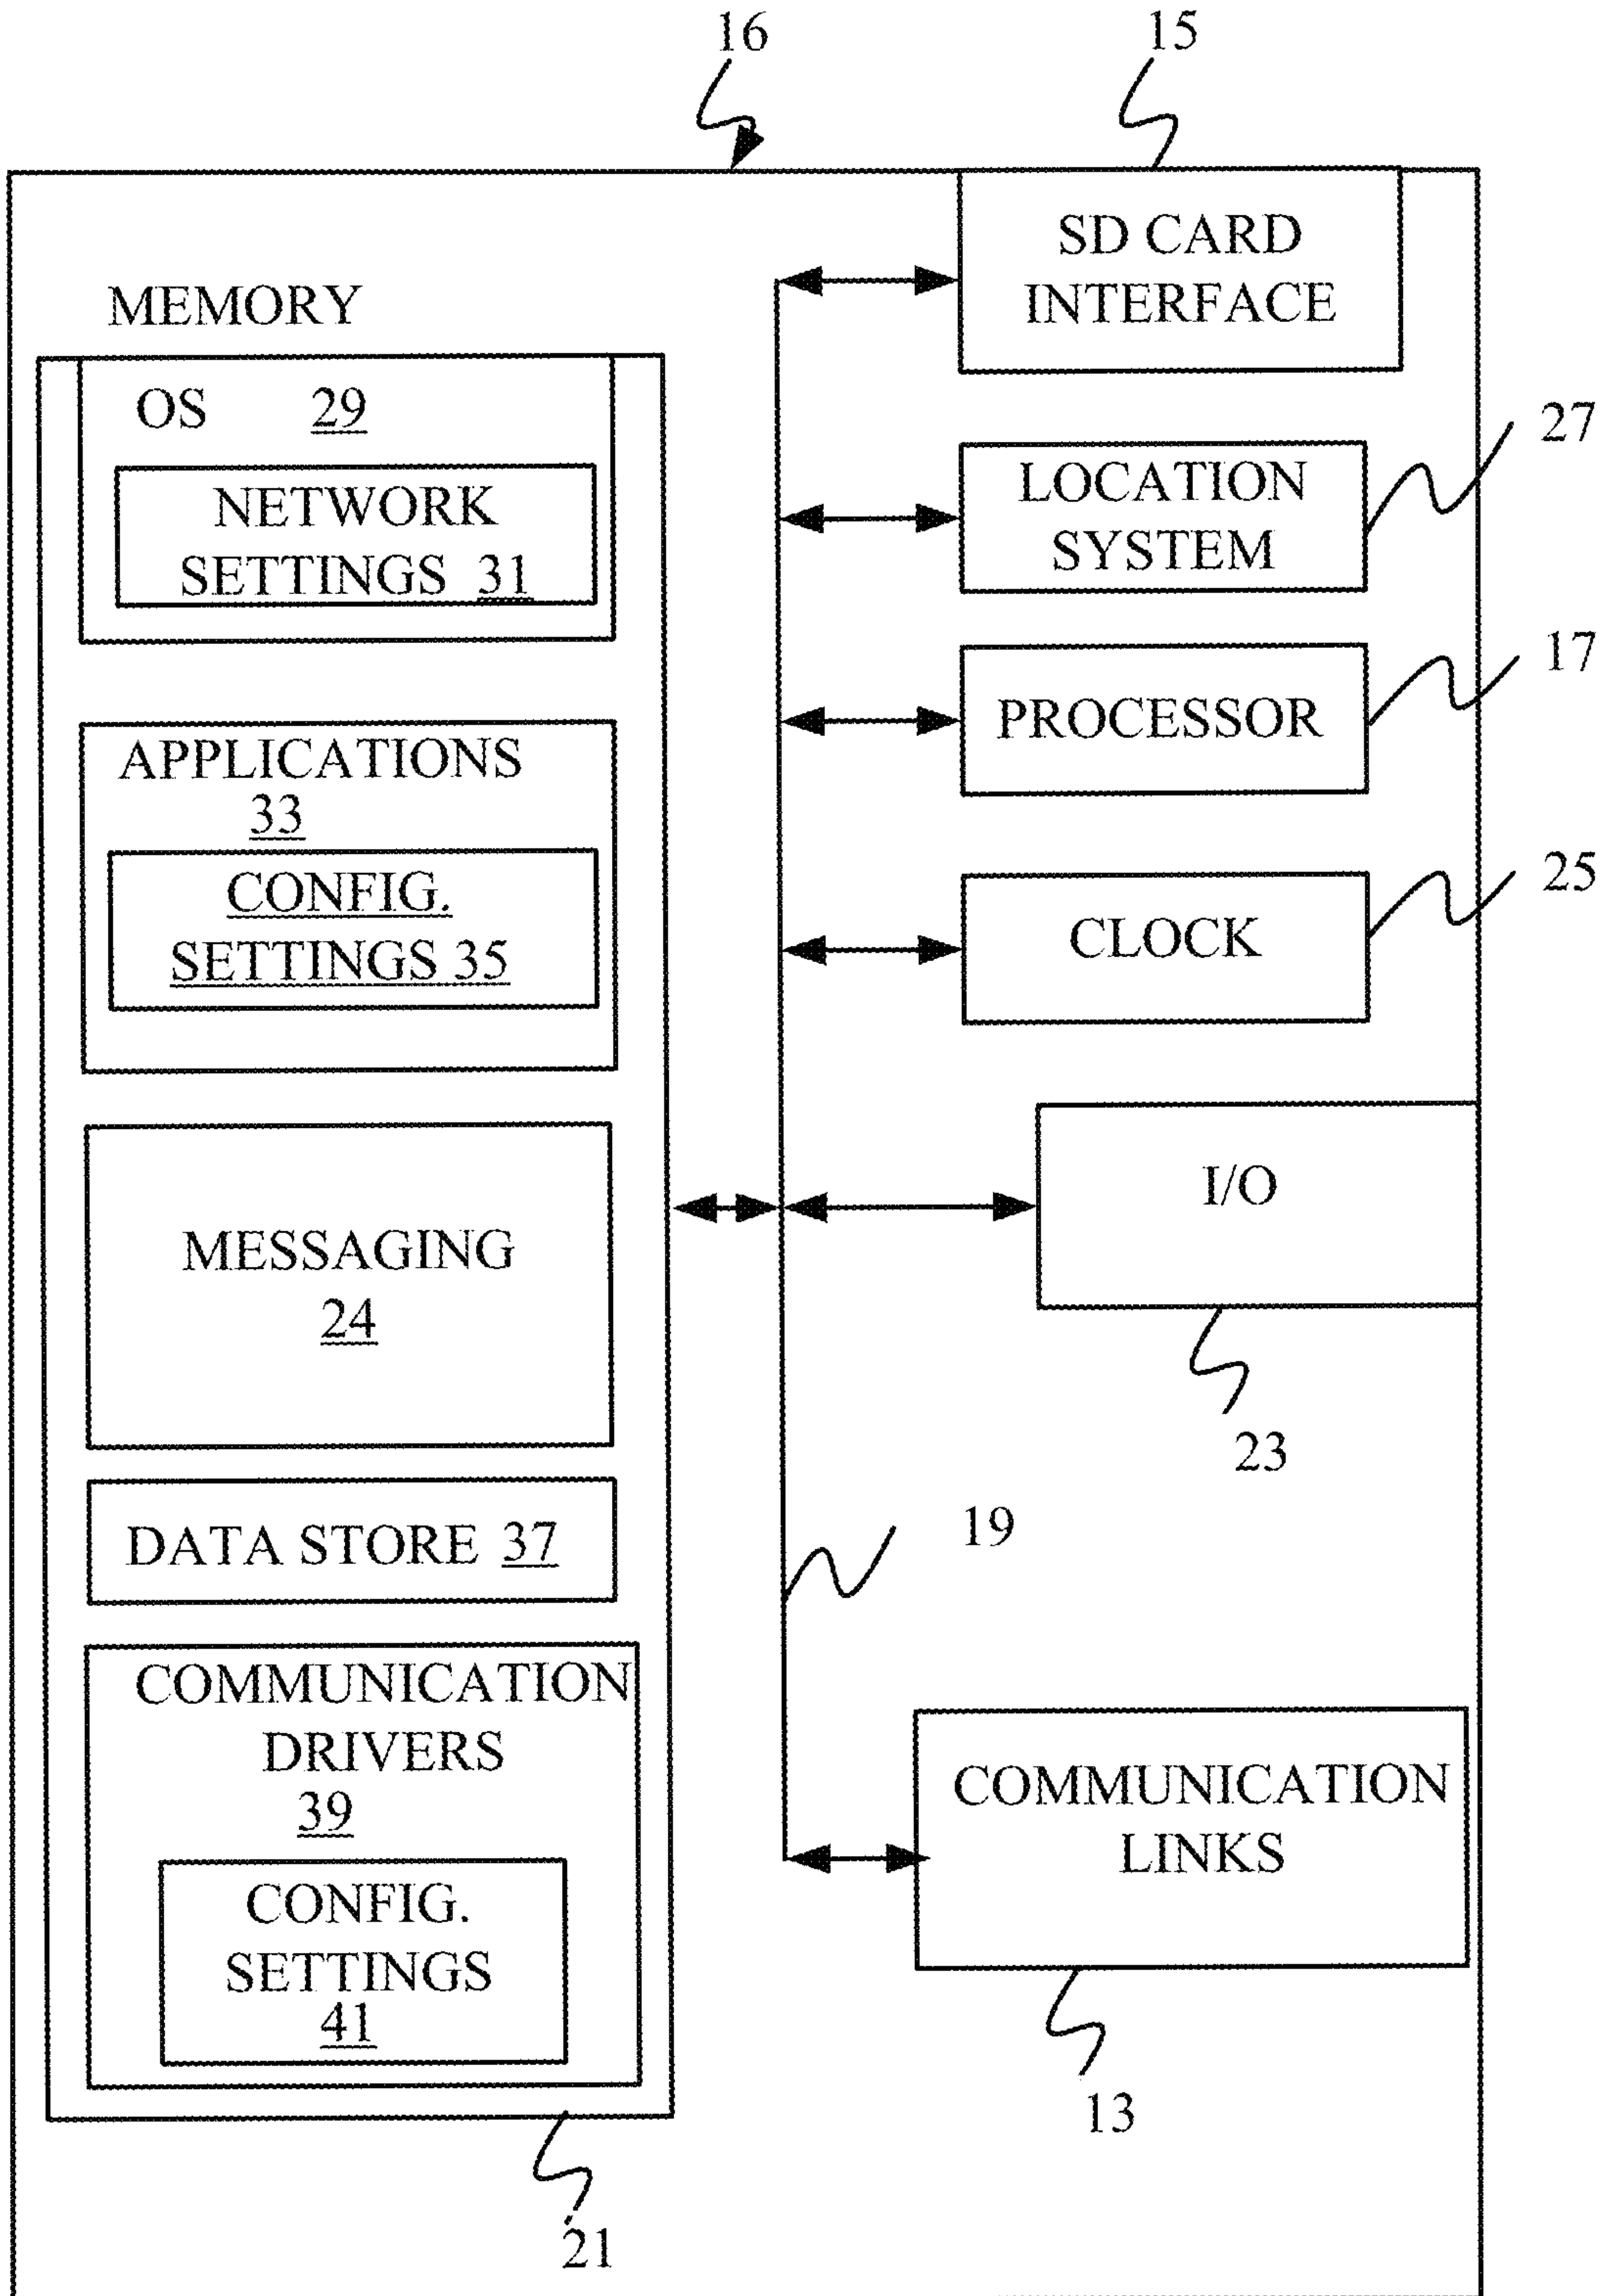 16
15
SD CARD
INTERFACE
MEMORY
OS 29
NETWORK
SETTINGS 31
27
LOCATION
SYSTEM
17
PROCESSOR
APPLICATIONS
33
CONFIG.
SETTINGS 35
25
CLOCK
I/O
23
MESSAGING
24
DATA STORE 37
19
COMMUNICATION
DRIVERS
39
CONFIG.
SETTINGS
41
COMMUNICATION
LINKS
13
21